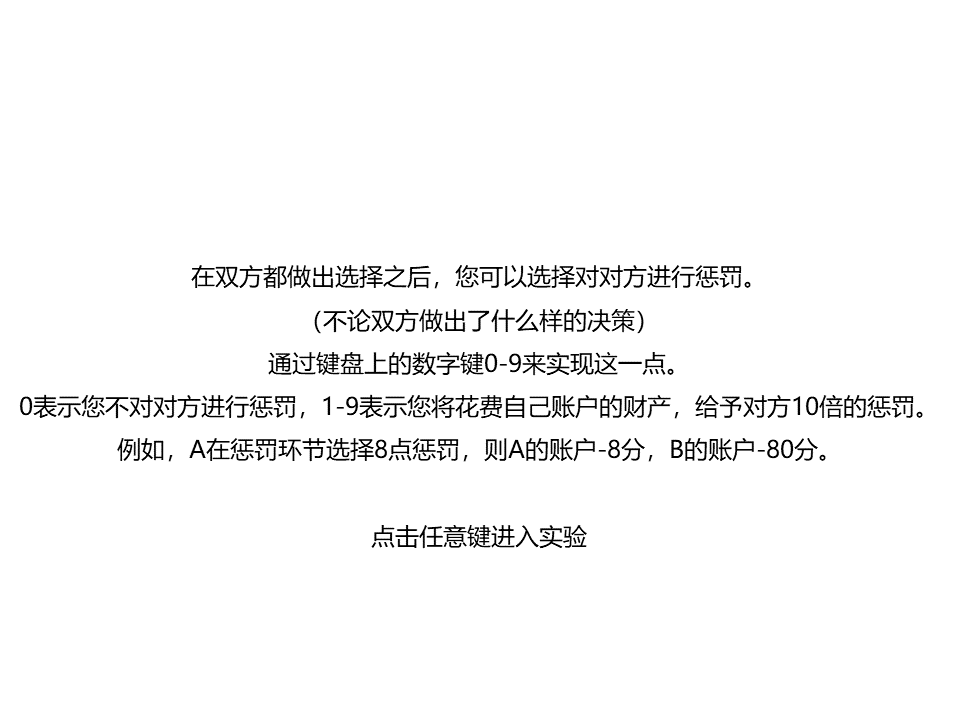 在双方都做出选择之后，您可以选择对对方进行惩罚。
（不论双方做出了什么样的决策）
通过键盘上的数字键0-9来实现这一点。
0表示您不对对方进行惩罚，1-9表示您将花费自己账户的财产，给予对方10倍的惩罚。
例如，A在惩罚环节选择8点惩罚，则A的账户-8分，B的账户-80分。
点击任意键进入实验